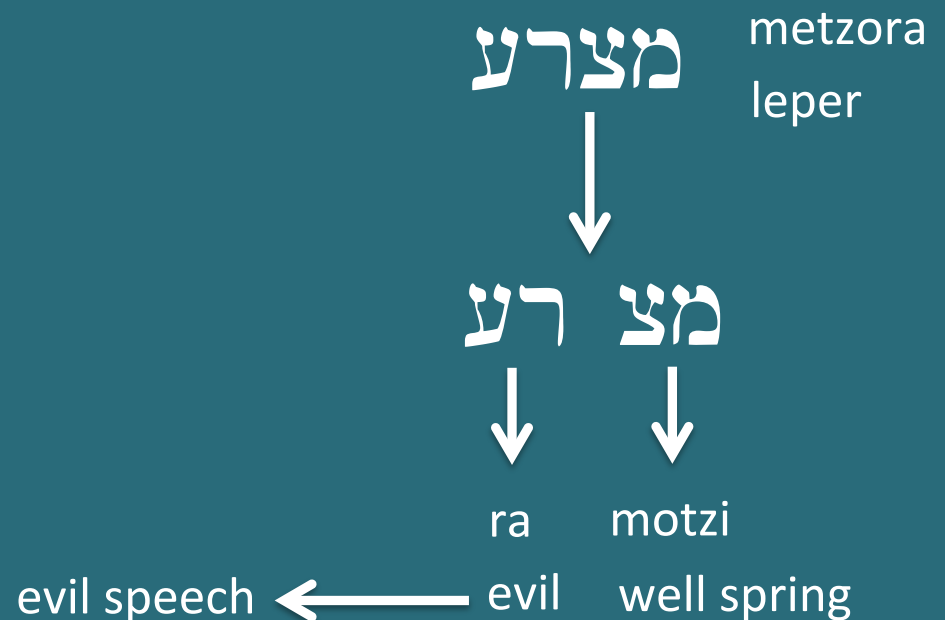 מצרע metzora
leper
מצ רע
ra motzi
evil speech evil well spring